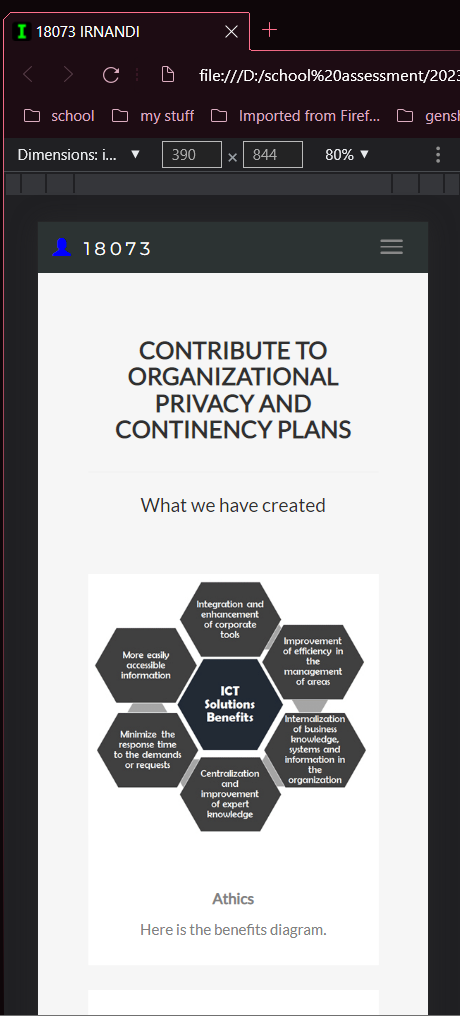 I 18073 IRNANDI
file:///D:/school%20assessment/2023
school my stuff Imported from Firef... gensh
Dimensions: i... 390 × 844 80%
18073
CONTRIBUTE TO
ORGANIZATIONAL
PRIVACY AND
CONTINENCY PLANS
What we have created
Integration and
enhancement
of corporate
tools
More easily
accessible
information
Improvement
of efficiency in
the
management
of areas
ICT
Solutions
Benefits
Minimize the
response time
to the demands
or requests
Internalization
of business
knowledge,
systems and
information in
the
organization
Centralization
and
improvement
of expert
knowledge
Athics
Here is the benefits diagram.